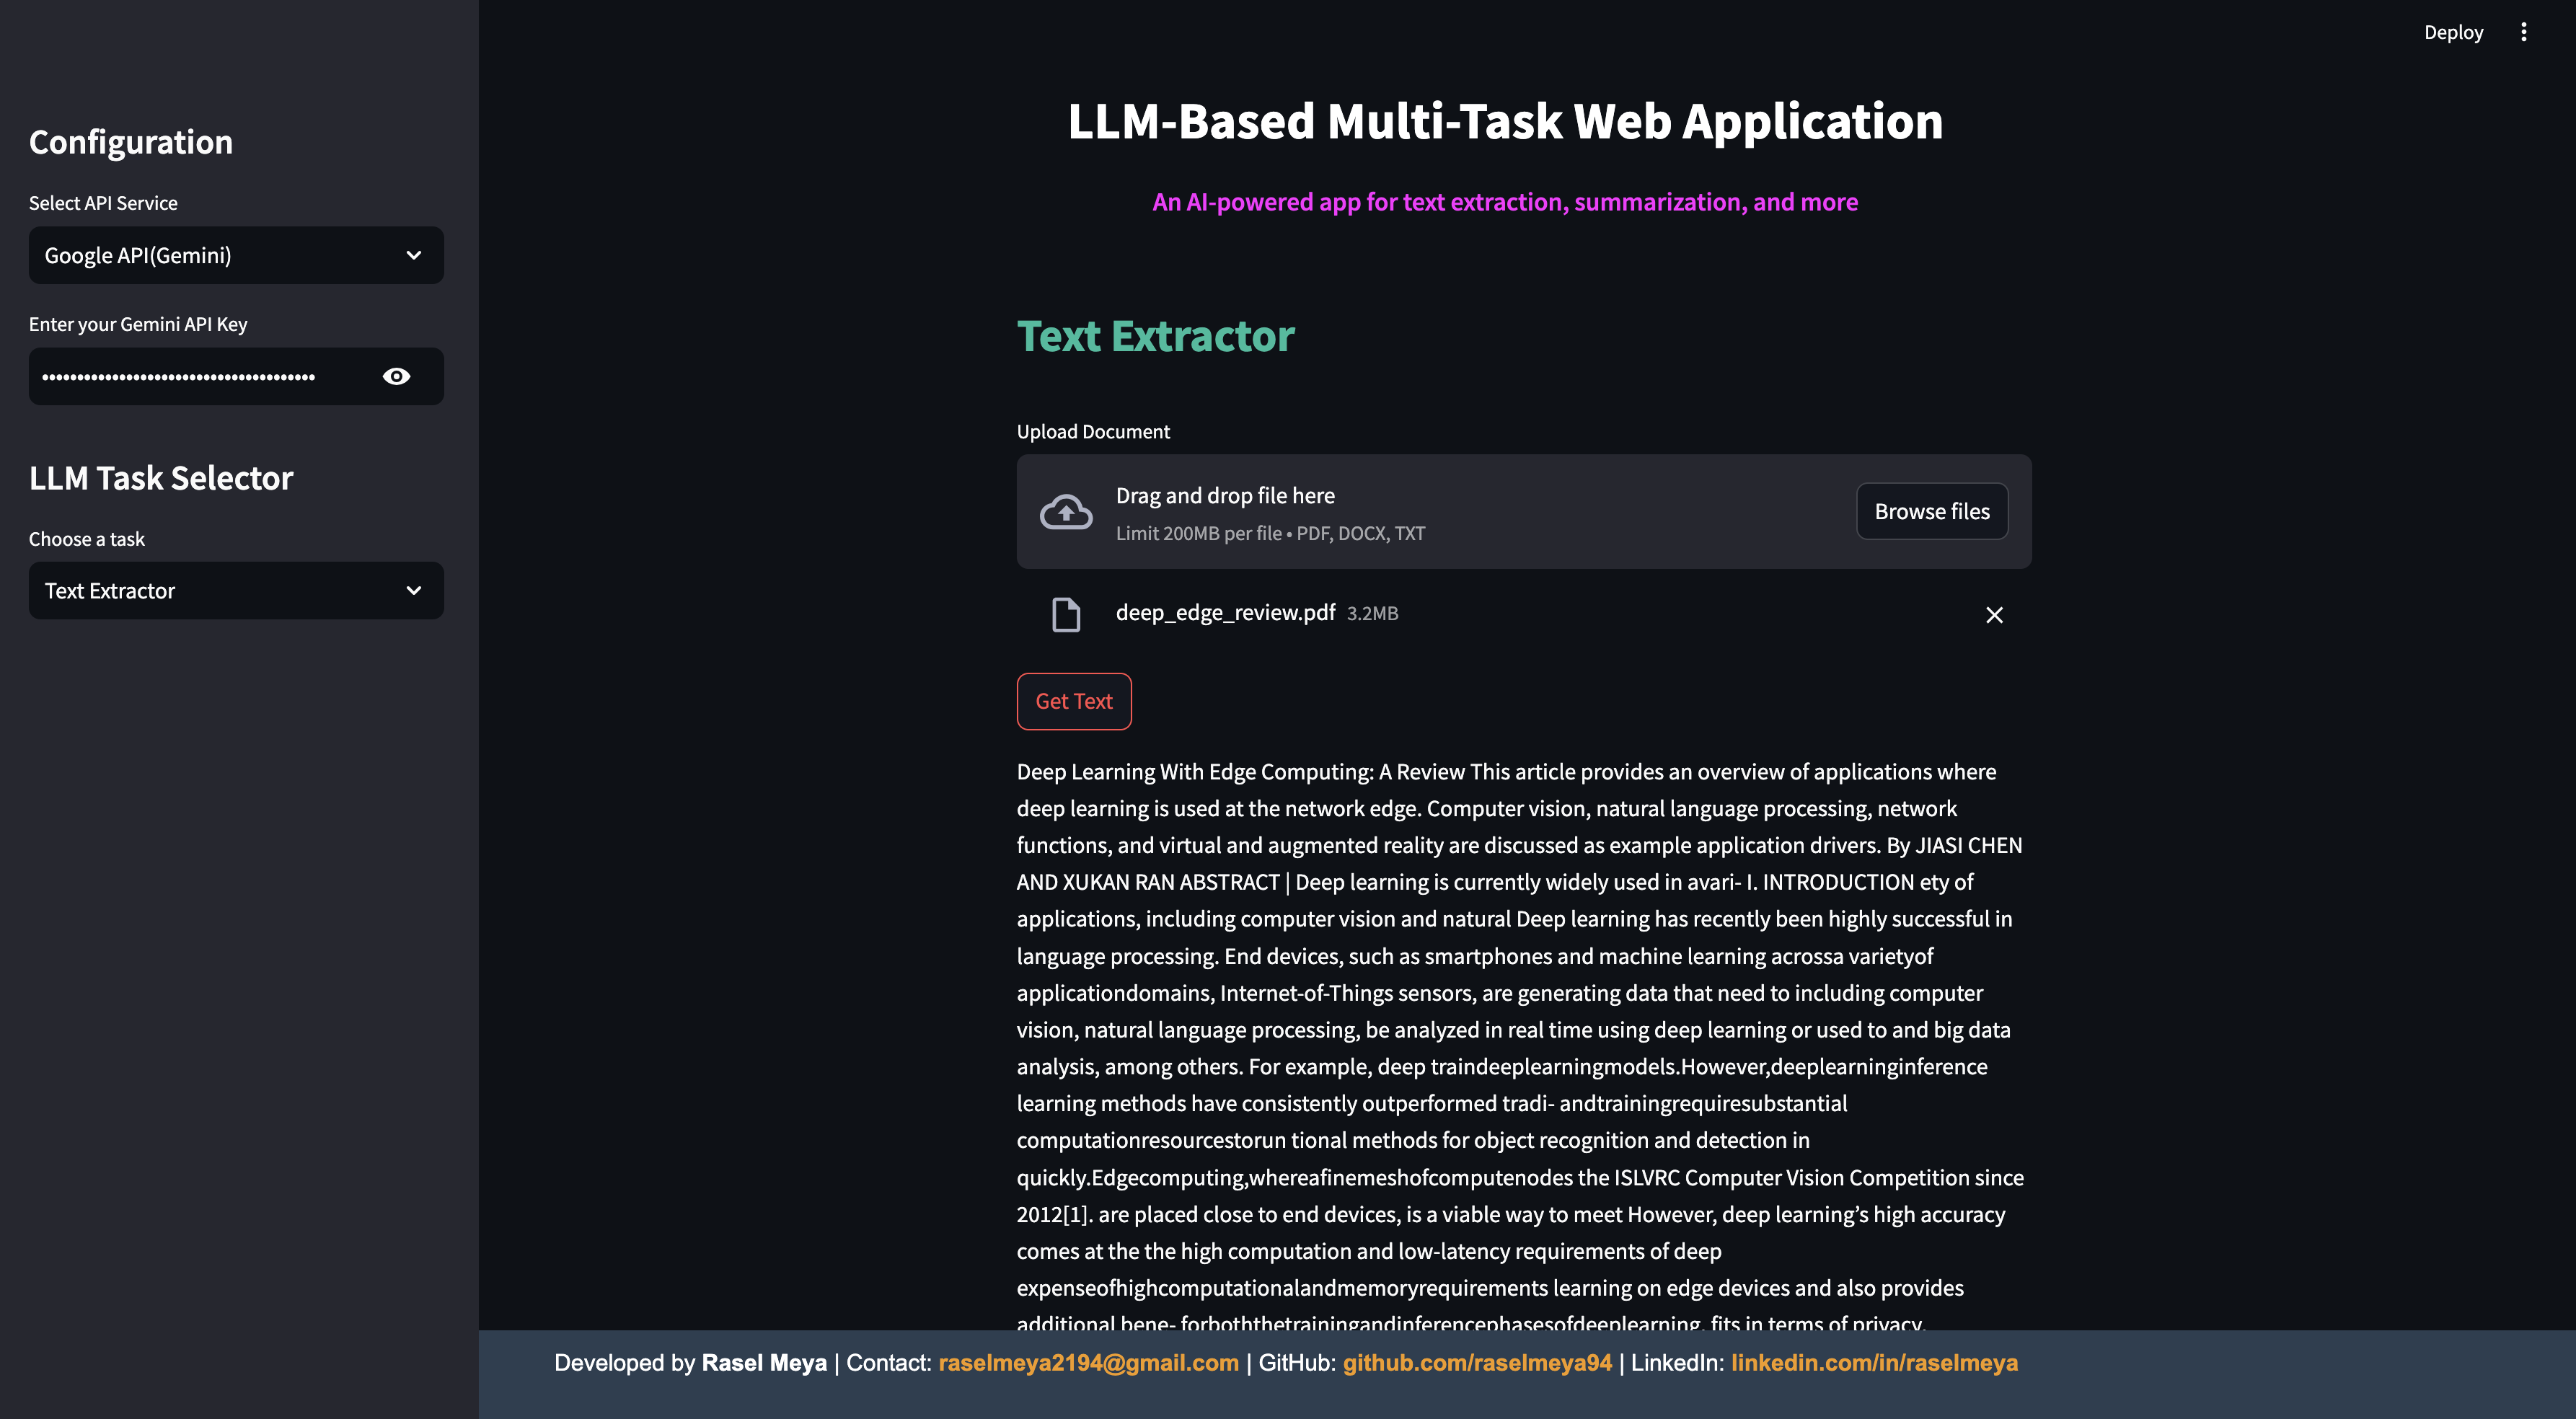 Deploy
Configuration
Select API Service
Google API(Gemini)
Enter your Gemini API Key
LLM Task Selector
Choose a task
Text Extractor
LLM-Based Multi-Task Web Application
An AI-powered app for text extraction, summarization, and more
Text Extractor
Upload Document
Drag and drop file here
Limit 200MB per file • PDF, DOCX, TXT
Browse files
deep_edge_review.pdf 3.2MB
Get Text
Deep Learning With Edge Computing: A Review This article provides an overview of applications where
deep learning is used at the network edge. Computer vision, natural language processing, network
functions, and virtual and augmented reality are discussed as example application drivers. By JIASI CHEN
AND XUKAN RAN ABSTRACT | Deep learning is currently widely used in avari- I. INTRODUCTION ety of
applications, including computer vision and natural Deep learning has recently been highly successful in
language processing. End devices, such as smartphones and machine learning acrossa varietyof
applicationdomains, Internet-of-Things sensors, are generating data that need to including computer
vision, natural language processing, be analyzed in real time using deep learning or used to and big data
analysis, among others. For example, deep traindeeplearningmodels.However,deeplearninginference
learning methods have consistently outperformed tradi- andtrainingrequiresubstantial
computationresourcestorun tional methods for object recognition and detection in
quickly.Edgecomputing,whereafinemeshofcomputenodes the ISLVRC Computer Vision Competition since
2012[1]. are placed close to end devices, is a viable way to meet However, deep learning’s high accuracy
comes at the the high computation and low-latency requirements of deep
expenseofhighcomputationalandmemoryrequirements learning on edge devices and also provides
additional bene- forboththetrainingandinferencephasesofdeeplearning. fits in terms of privacy,
Developed by Rasel Meya | Contact: raselmeya2194@gmail.com | GitHub: github.com/raselmeya94 | LinkedIn: linkedin.com/in/raselmeya